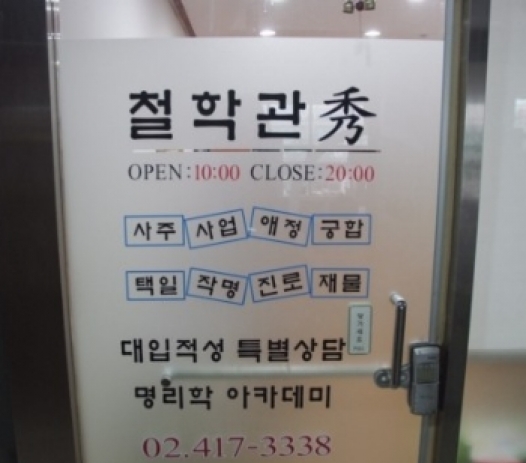 철학관 秀
OPEN:10:00 CLOSE:20:00
사주 사업 애정 궁합
택일 작명 진로 재물
대입적성 특별상담
명리학 아카데미
02.417-3338